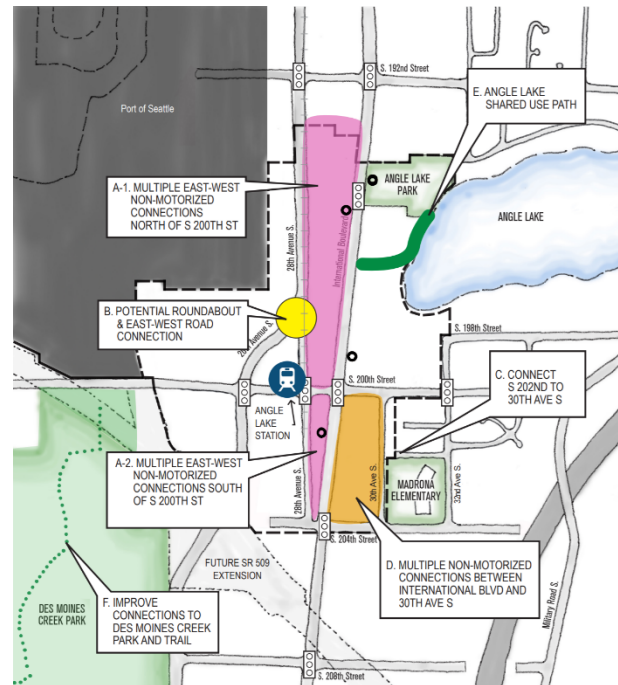 S. 192nd Street
E. ANGLE LAKE
SHARED USE PATH
Port of Seattle
A-1. MULTIPLE EAST-WEST
NON-MOTORIZED
CONNECTIONS
NORTH OF S 200TH ST
ANGLE LAKE
PARK
ANGLE LAKE
28th Avenue S.
International Boulevard
B. POTENTIAL ROUNDABOUT
& EAST-WEST ROAD
CONNECTION
26th Avenue S.
S. 198th Street
S. 200th Street
C. CONNECT
S 202ND TO
30TH AVE S
ANGLE
LAKE
STATION
A-2. MULTIPLE EAST-WEST
NON-MOTORIZED
CONNECTIONS SOUTH
OF S 200TH ST
28th Avenue S.
30th Ave S.
MADRONA
ELEMENTARY
32nd Ave S.
S. 204th Street
FUTURE SR 509
EXTENSION
D. MULTIPLE NON-MOTORIZED
CONNECTIONS BETWEEN
INTERNATIONAL BLVD AND
30TH AVE S
DES MOINES
CREEK PARK
F. IMPROVE
CONNECTIONS TO
DES MOINES CREEK
PARK AND TRAIL
Military Road S.
S. 208th Street